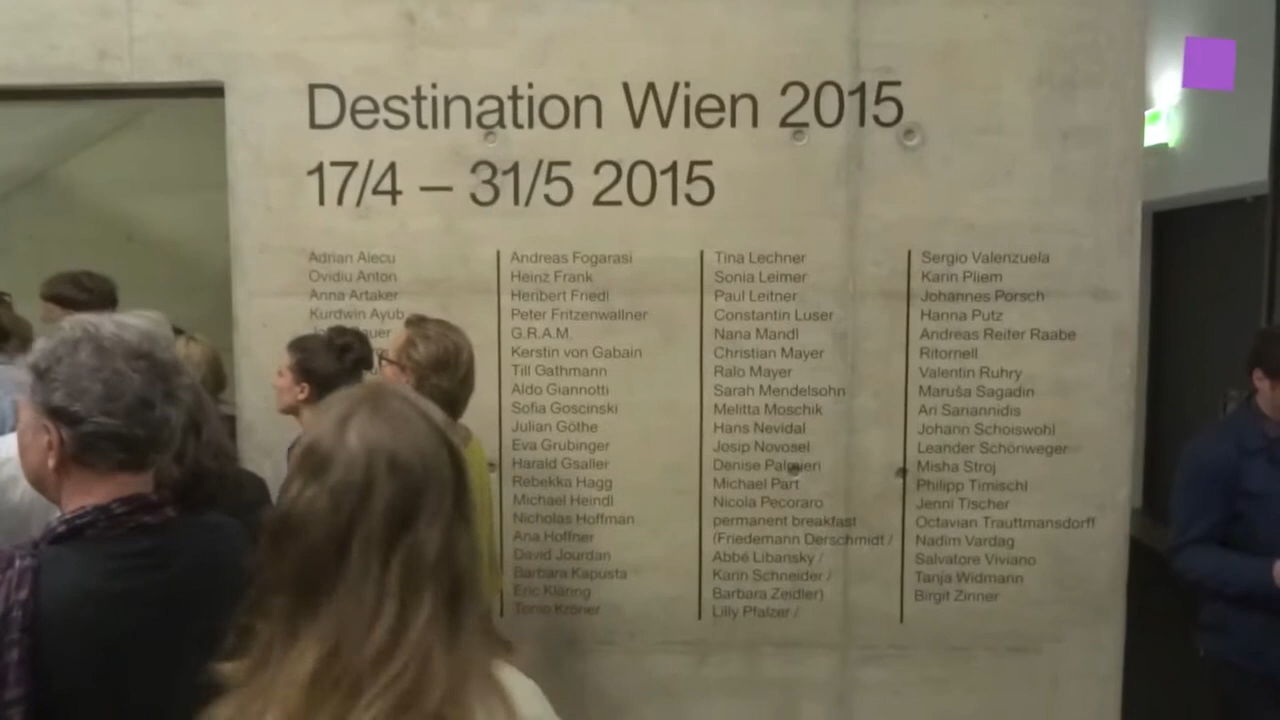 Destination Wien 2015
17/4 – 31/5 2015
Adrian Alecu
Ovidiu Anton
Anna Artaker
Kurdwin Ayub
Andreas Fogarasi
Heinz Frank
Heribert Friedl
Peter Fritzenwallner
G.R.A.M.
Kerstin von Gabain
Till Gathmann
Aldo Giannotti
Sofia Goscinski
Julian Göthe
Eva Grubinger
Harald Gsaller
Rebekka Hagg
Michael Heindl
Nicholas Hoffman
Ana Hoffner
David Jourdan
Barbara Kapusta
Eric Kläring
Tonio Kröner
Tina Lechner
Sonia Leimer
Paul Leitner
Constantin Luser
Nana Mandl
Christian Mayer
Ralo Mayer
Sarah Mendelsohn
Melitta Moschik
Hans Nevidal
Josip Novosel
Denise Palmieri
Michael Part
Nicola Pecoraro
permanent breakfast
(Friedemann Derschmidt /
Abbé Libansky /
Karin Schneider /
Barbara Zeidler)
Lilly Pfalzer /
Sergio Valenzuela
Karin Pliem
Johannes Porsch
Hanna Putz
Andreas Reiter Raabe
Ritornell
Valentin Ruhry
Maruša Sagadin
Ari Sariannidis
Johann Schoiswohl
Leander Schönweger
Misha Stroj
Philipp Timischl
Jenni Tischer
Octavian Trauttmansdorff
Nadim Vardag
Salvatore Viviano
Tanja Widmann
Birgit Zinner